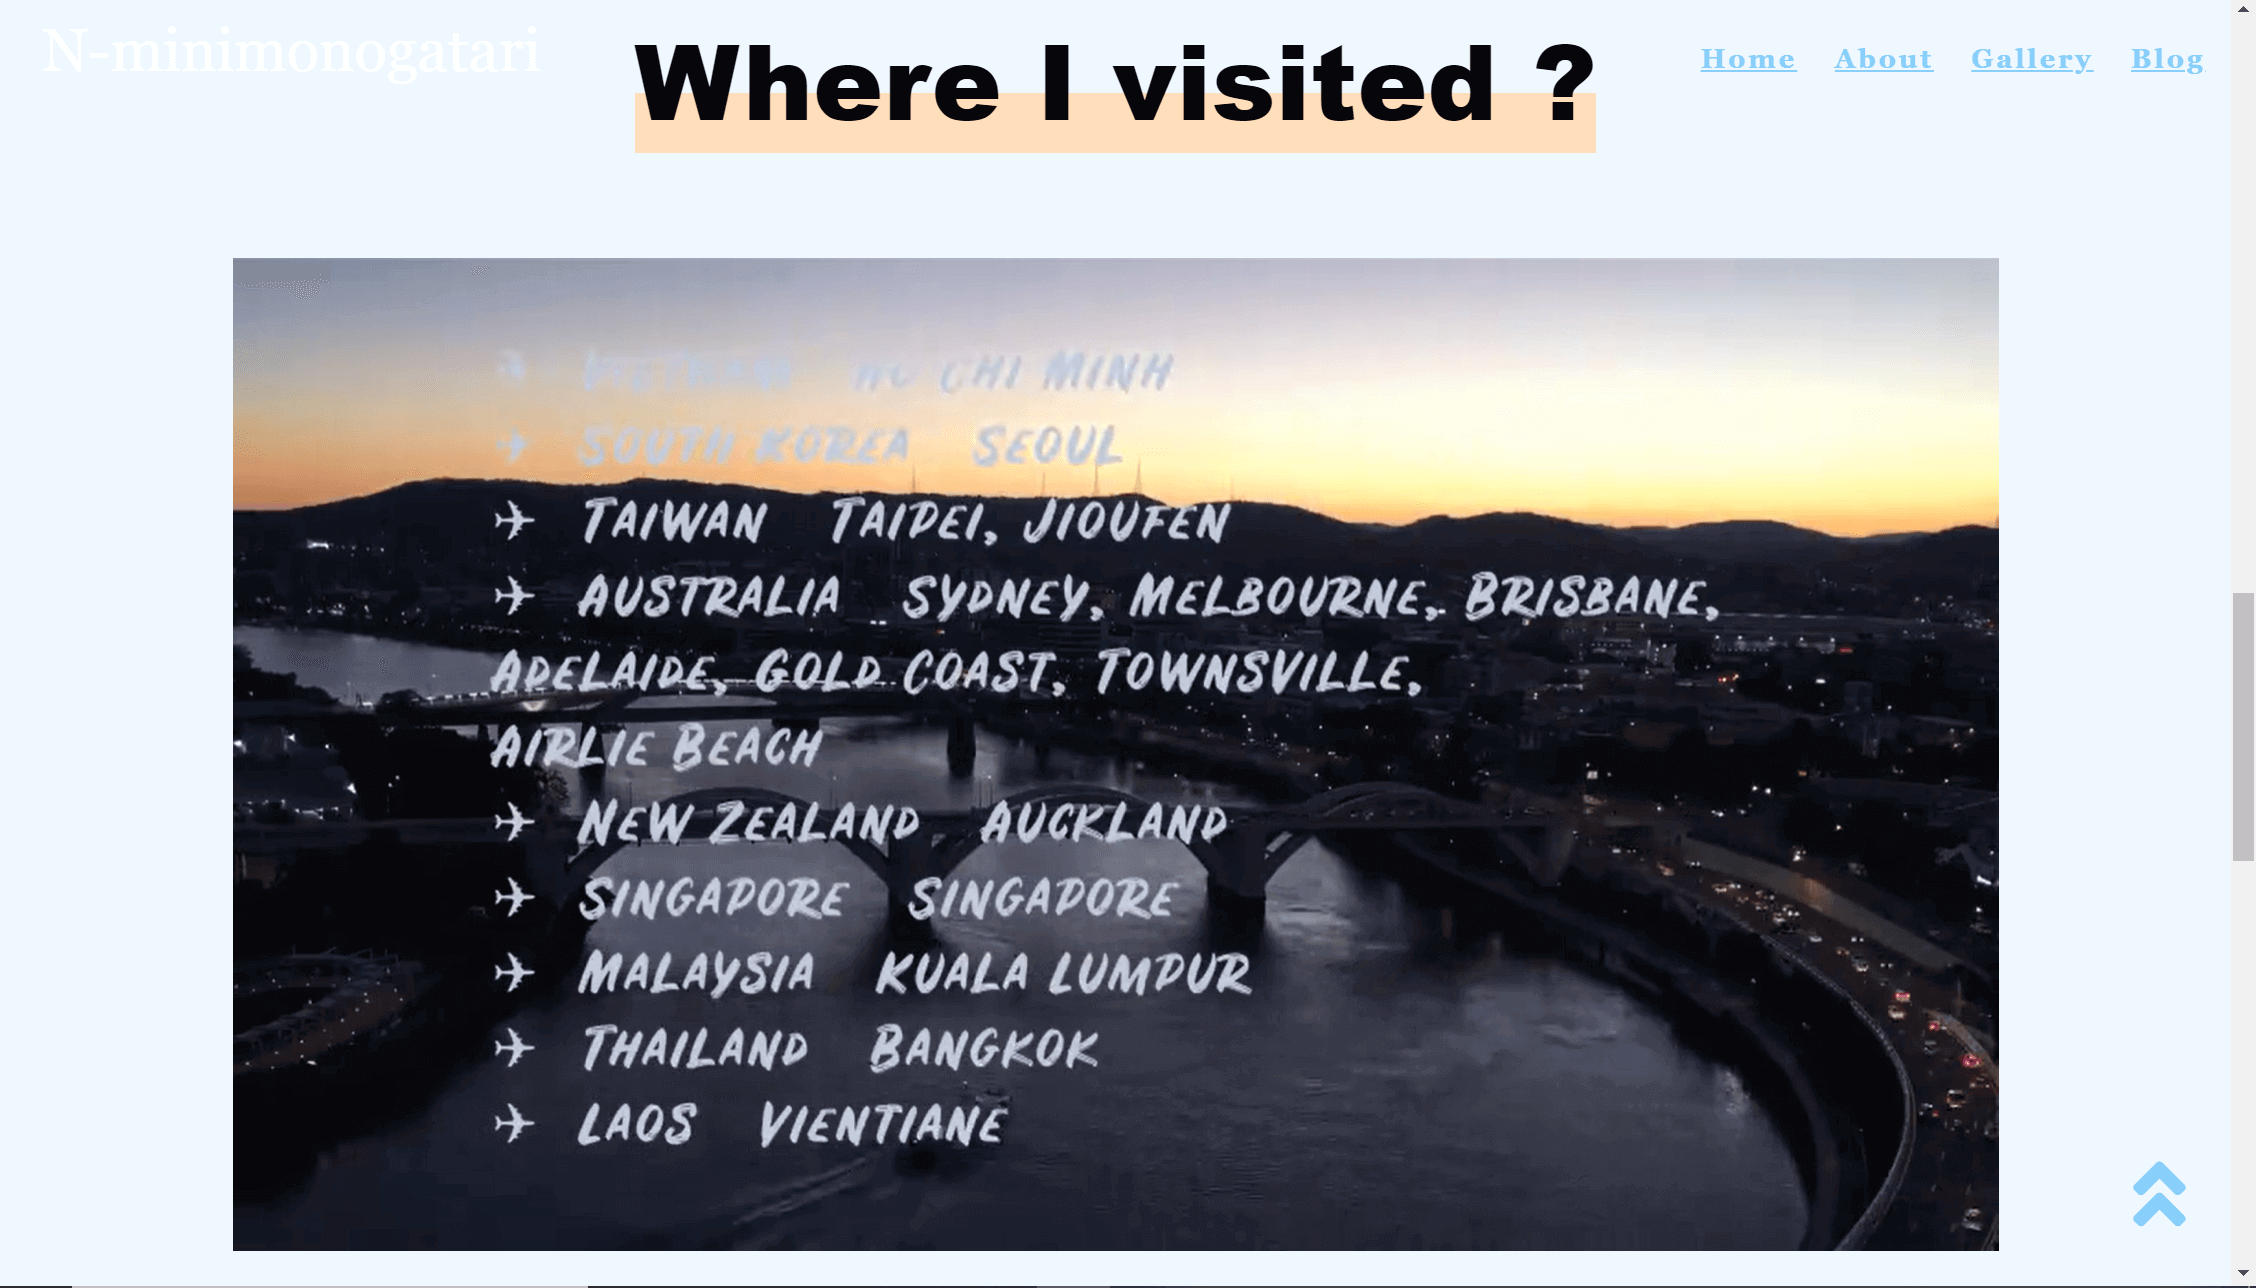 N-minimonogatari
Where I visited ?
Home About Gallery Blog
✈ VIETNAM HO CHI MINH
✈ SOUTH KOREA SEOUL
✈ TAIWAN TAIPEI, JIOUFEN
✈ AUSTRALIA SYDNEY, MELBOURNE, BRISBANE,
ADELAIDE, GOLD COAST, TOWNSVILLE,
AIRLIE BEACH
✈ NEW ZEALAND AUCKLAND
✈ SINGAPORE SINGAPORE
✈ MALAYSIA KUALA LUMPUR
✈ THAILAND BANGKOK
✈ LAOS VIENTIANE